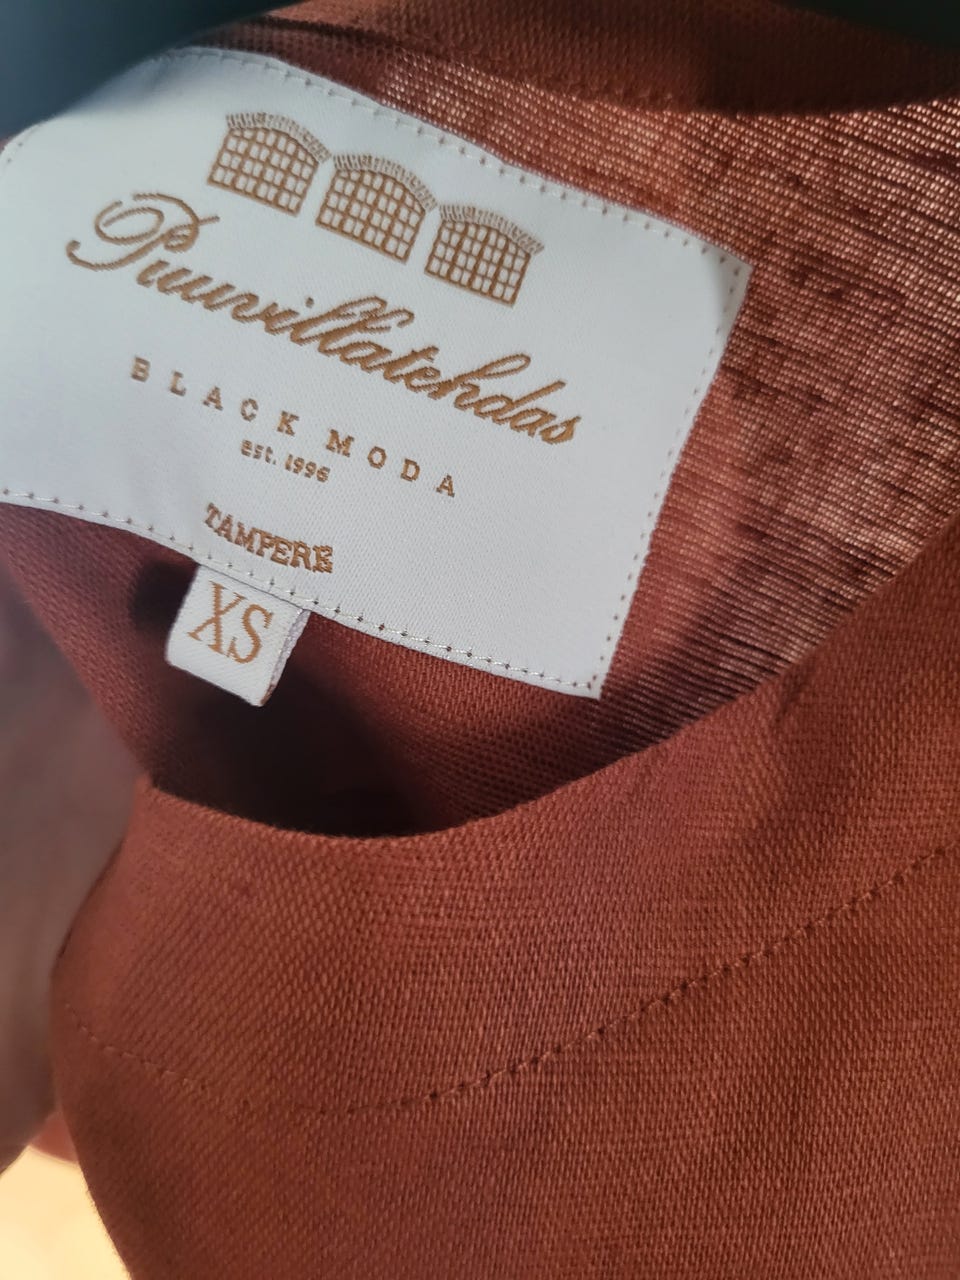 Puuvillatehdas
BLACK MODA
est. 1996
TAMPERE
XS